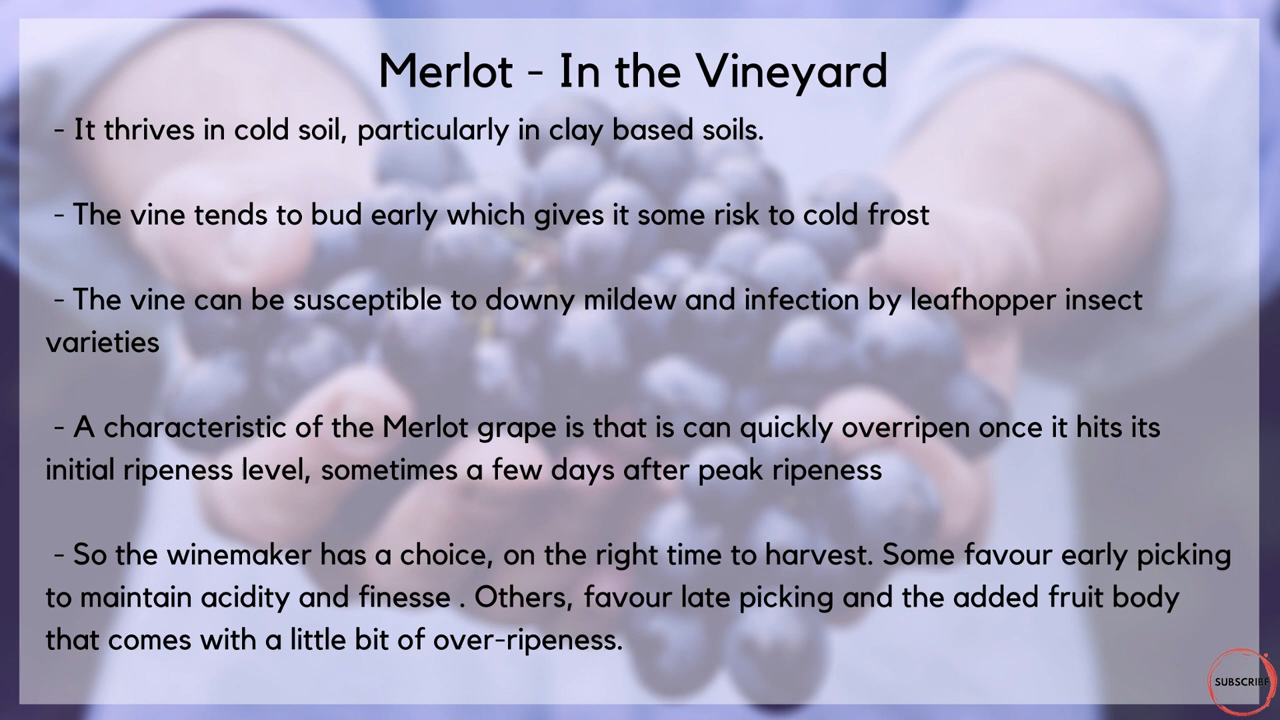 Merlot - In the Vineyard
- It thrives in cold soil, particularly in clay based soils.
- The vine tends to bud early which gives it some risk to cold frost
- The vine can be susceptible to downy mildew and infection by leafhopper insect
varieties
- A characteristic of the Merlot grape is that is can quickly overripen once it hits its
initial ripeness level, sometimes a few days after peak ripeness
- So the winemaker has a choice, on the right time to harvest. Some favour early picking
to maintain acidity and finesse . Others, favour late picking and the added fruit body
that comes with a little bit of over-ripeness.
SUBSCRIBE